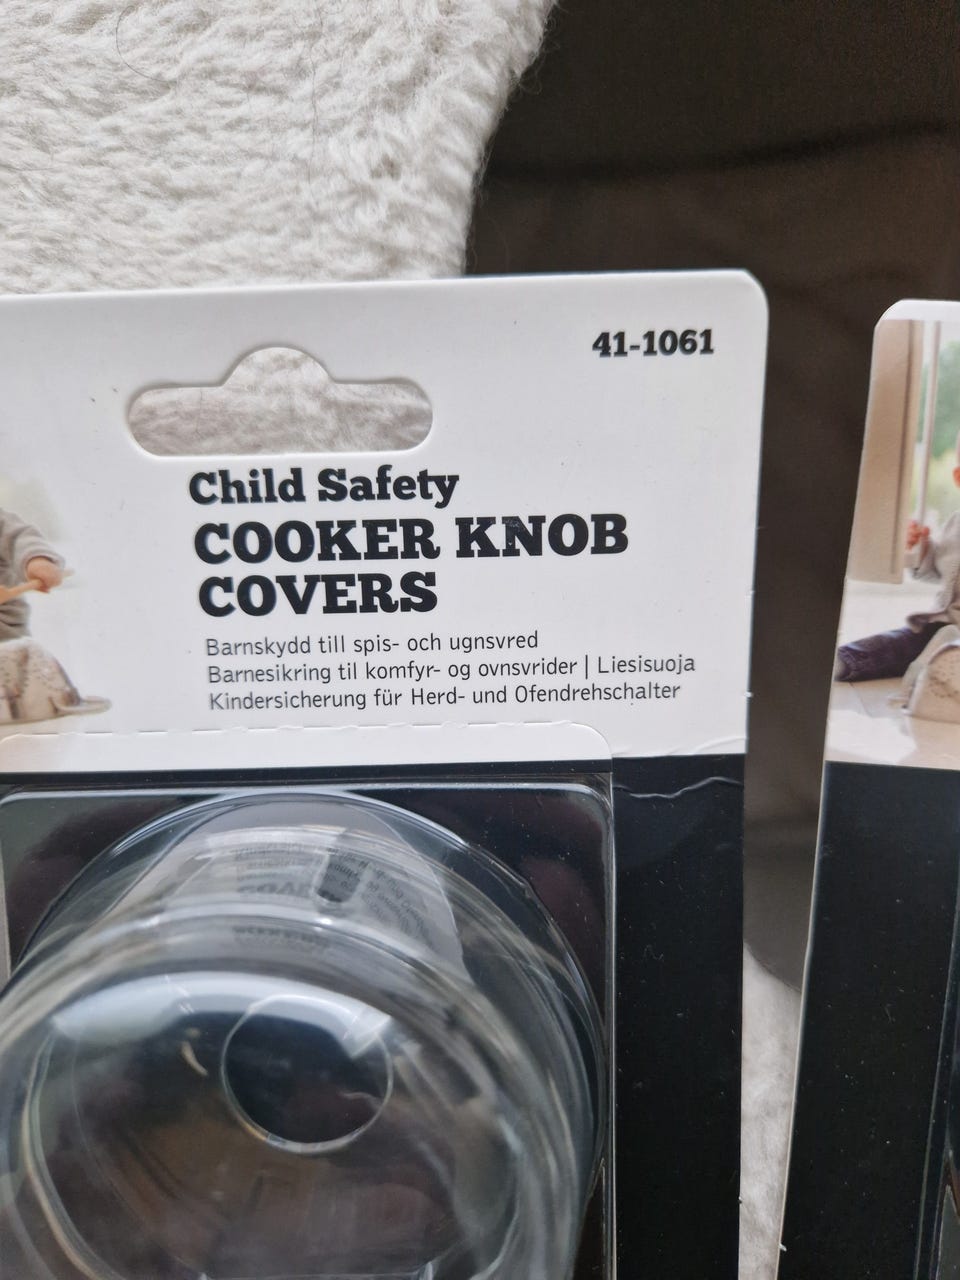 41-1061
Child Safety
COOKER KNOB
COVERS
Barnskydd till spis- och ugnsvred
Barnesikring til komfyr- og ovnsvrider | Liesisuoja
Kindersicherung für Herd- und Ofendrehschalter